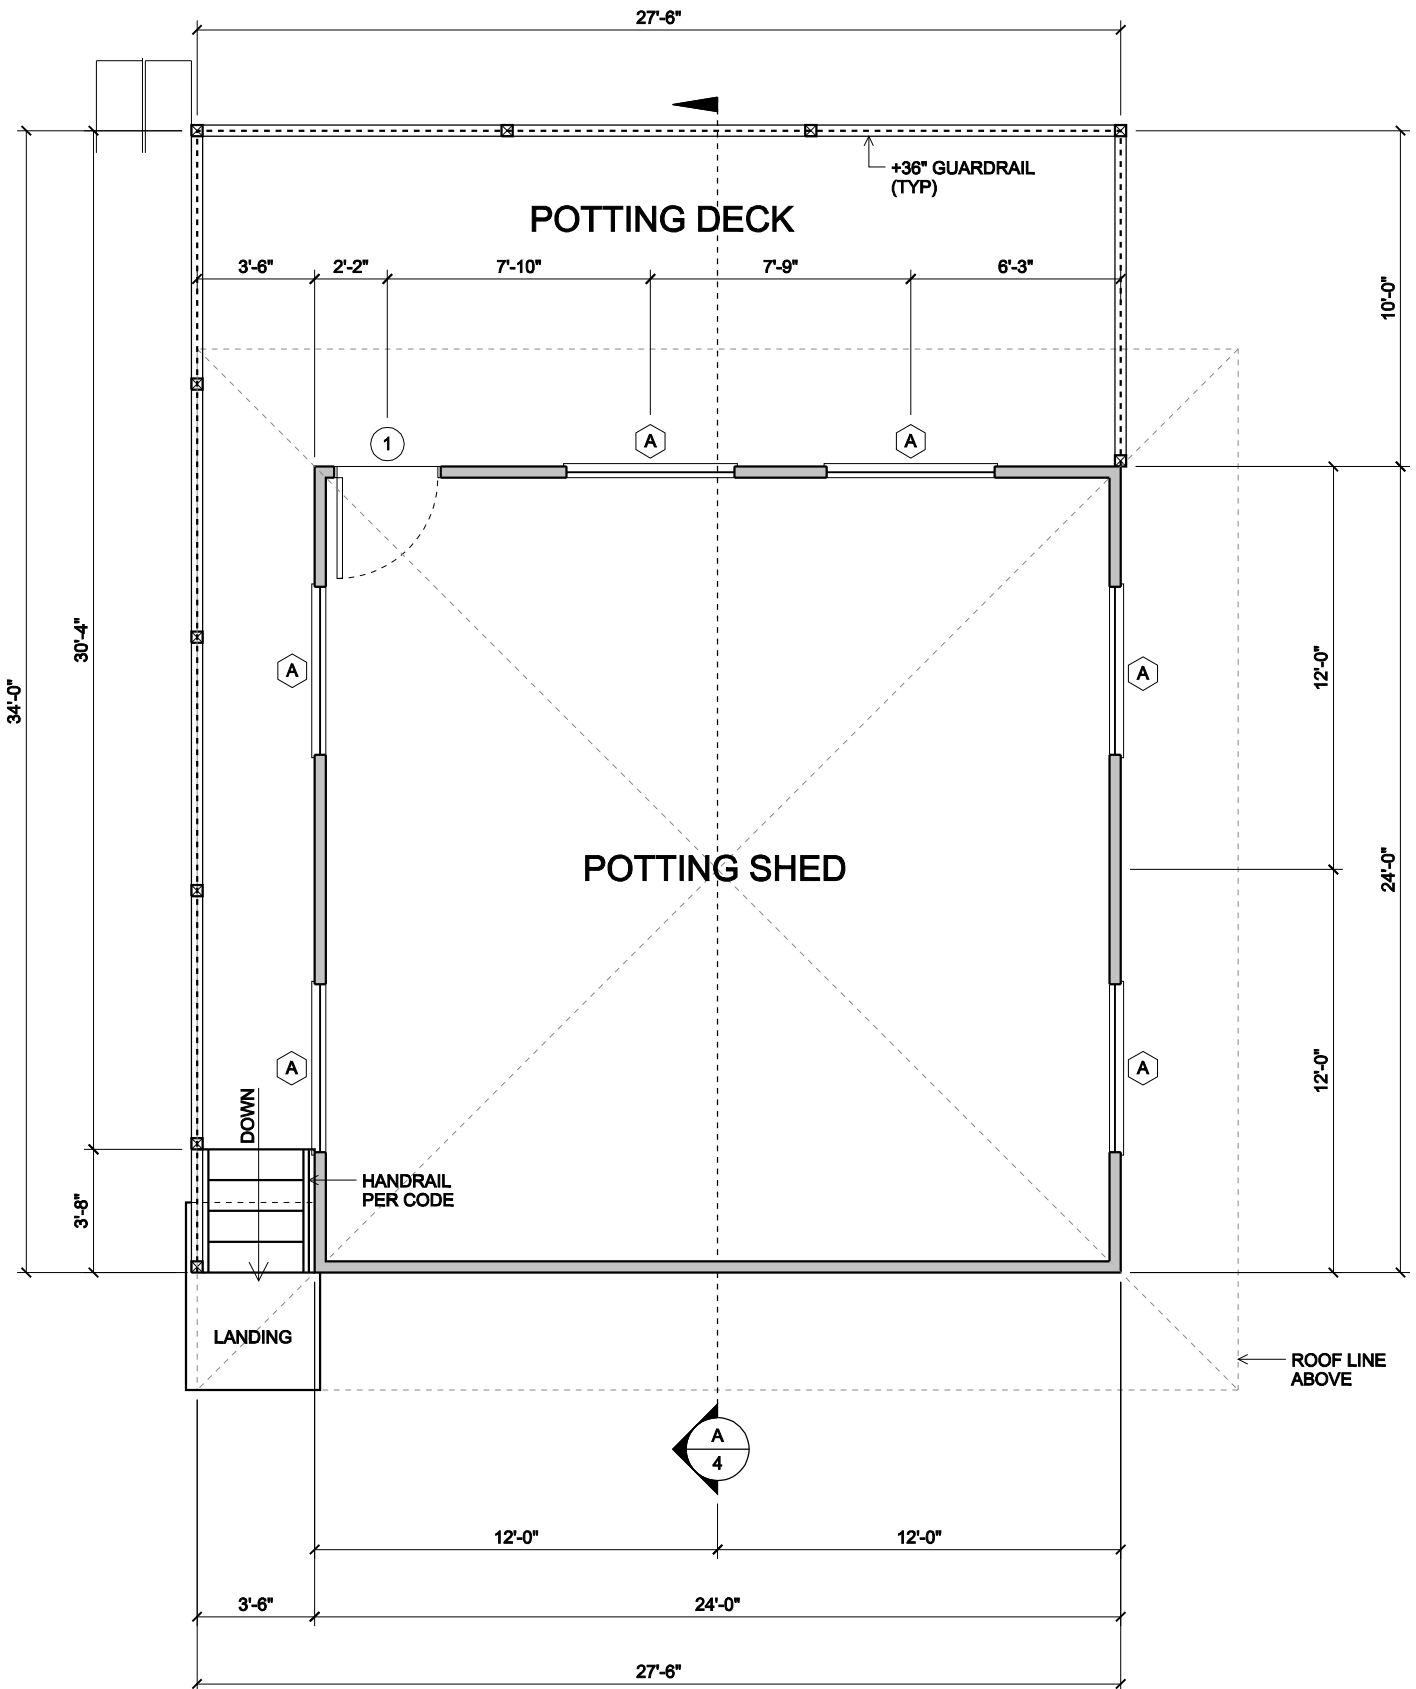 27'-6"
+36" GUARDRAIL
(TYP)
POTTING DECK
3'-6"
2'-2"
7'-10"
7'-9"
6'-3"
10'-0"
1
A
A
30'-4"
34'-0"
A
A
12'-0"
POTTING SHED
24'-0"
A
A
12'-0"
DOWN
HANDRAIL
PER CODE
3'-8"
LANDING
ROOF LINE
ABOVE
A
4
12'-0"
12'-0"
3'-6"
24'-0"
27'-6"